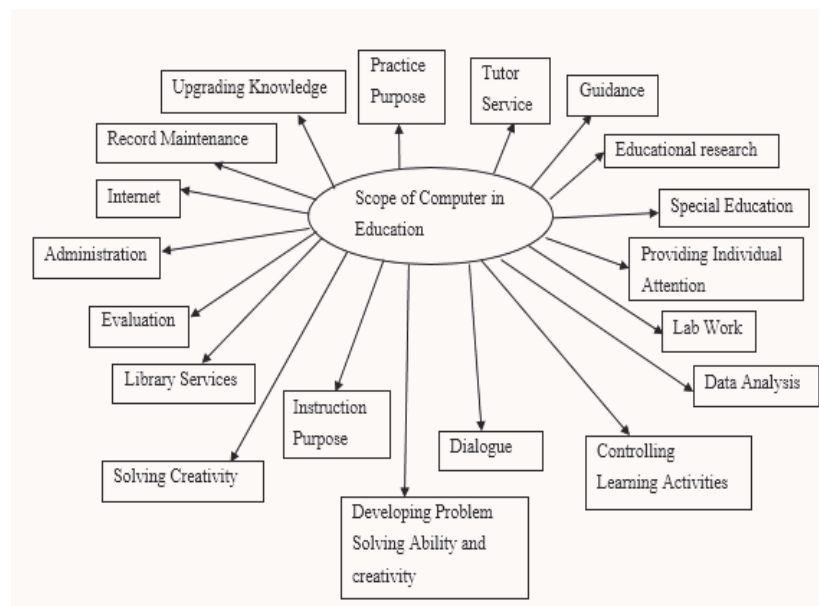 Practice
Purpose
Tutor
Service
Upgrading Knowledge
Guidance
Record Maintenance
Educational research
Internet
Scope of Computer in
Education
Special Education
Administration
Providing Individual
Attention
Evaluation
Lab Work
Library Services
Data Analysis
Instruction
Purpose
Dialogue
Controlling
Learning Activities
Solving Creativity
Developing Problem
Solving Ability and
creativity